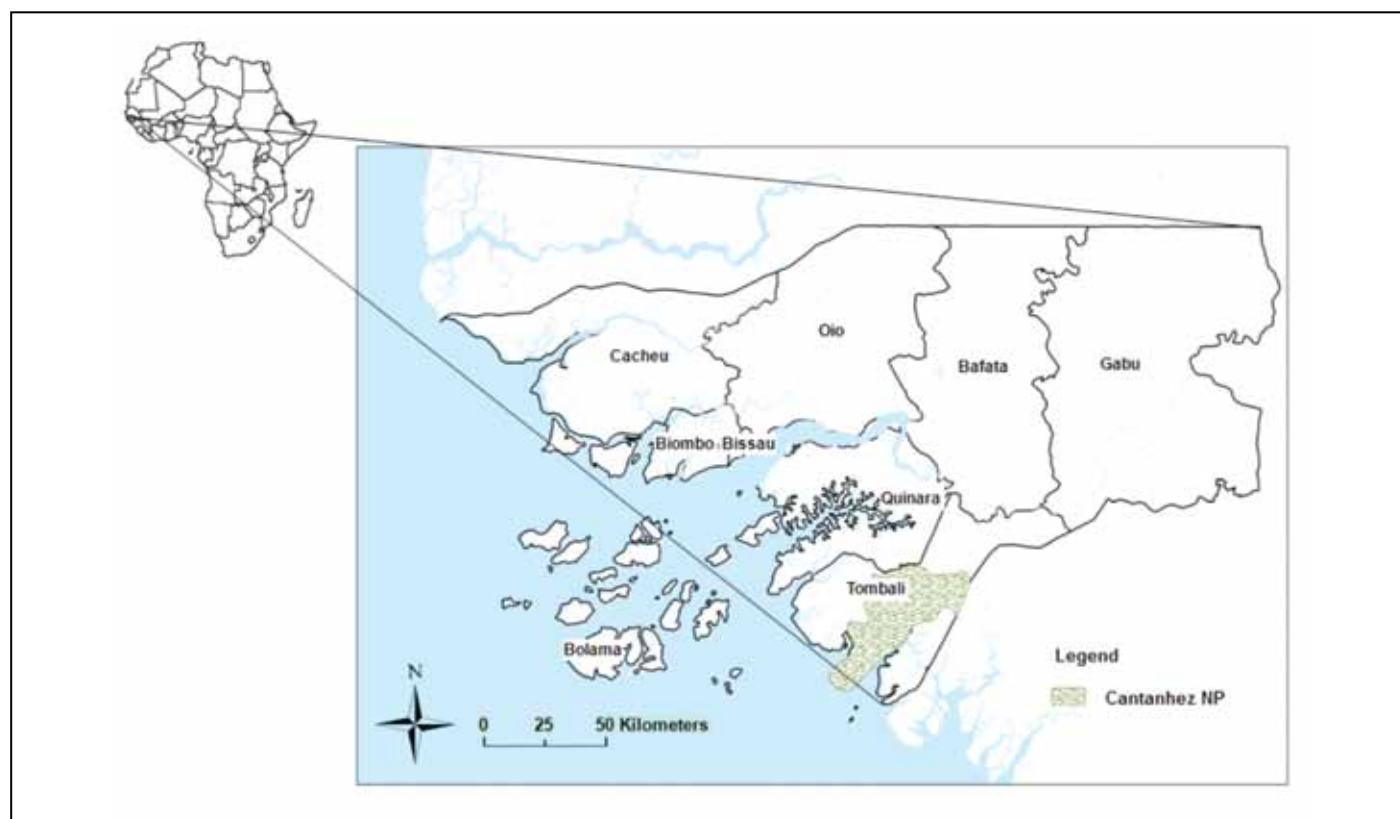 Oio
Cacheu
Bafata
Gabu
Biombo Bissau
Quinara
Tombali
Bolama
Legend
N
Cantanhez NP
0 25 50 Kilometers